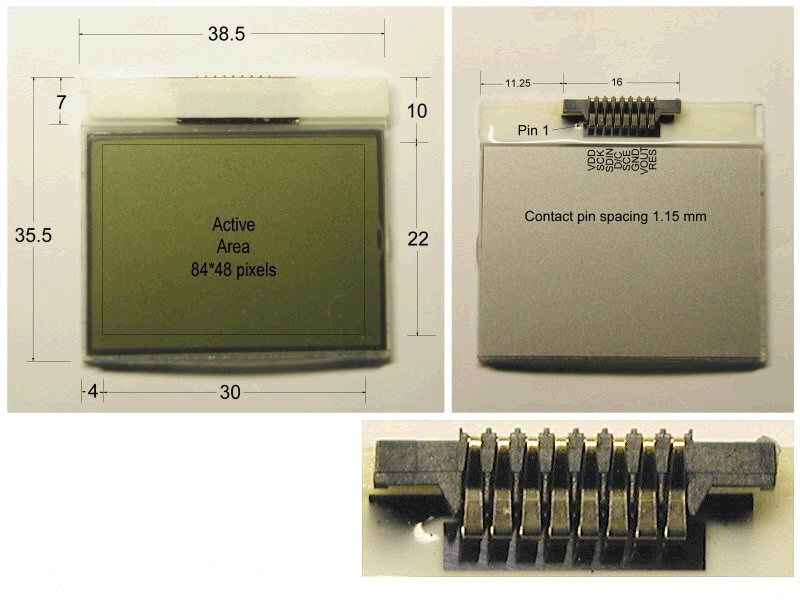 38.5
7
10
35.5
22
Active
Area
84*48 pixels
4
30
11.25
16
Pin 1
VDD
SCK
SDIN
D/C
SCE
GND
VOUT
RES
Contact pin spacing 1.15 mm